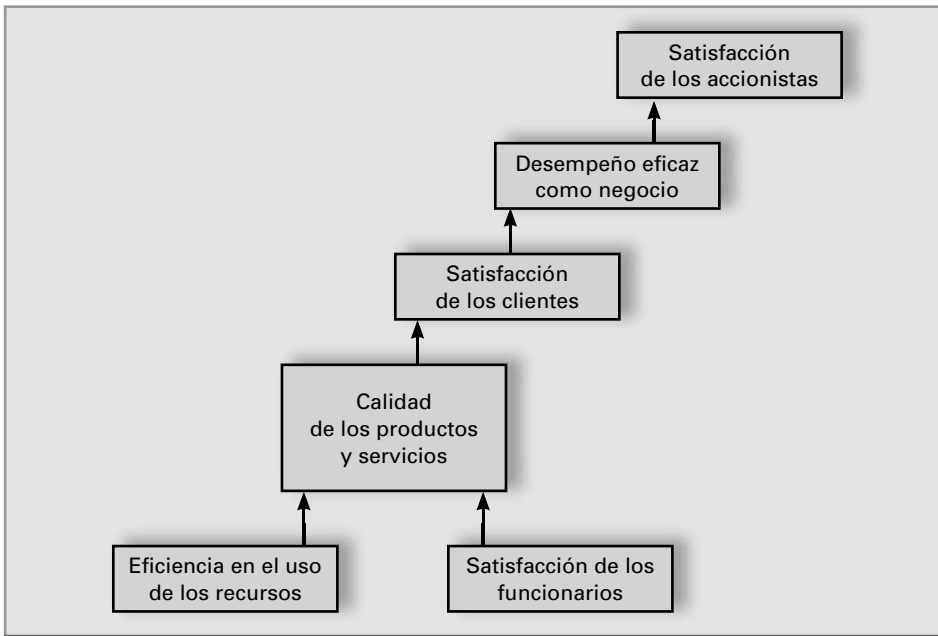 Satisfacción
de los accionistas
Desempeño eficaz
como negocio
Satisfacción
de los clientes
Calidad
de los productos
y servicios
Eficiencia en el uso
de los recursos
Satisfacción de los
funcionarios